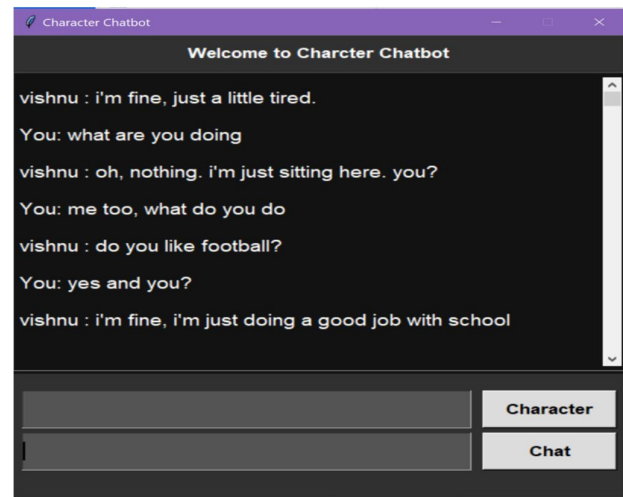 Character Chatbot
Welcome to Charcter Chatbot
vishnu : i'm fine, just a little tired.
You: what are you doing
vishnu : oh, nothing. i'm just sitting here. you?
You: me too, what do you do
vishnu : do you like football?
You: yes and you?
vishnu : i'm fine, i'm just doing a good job with school
Character
Chat